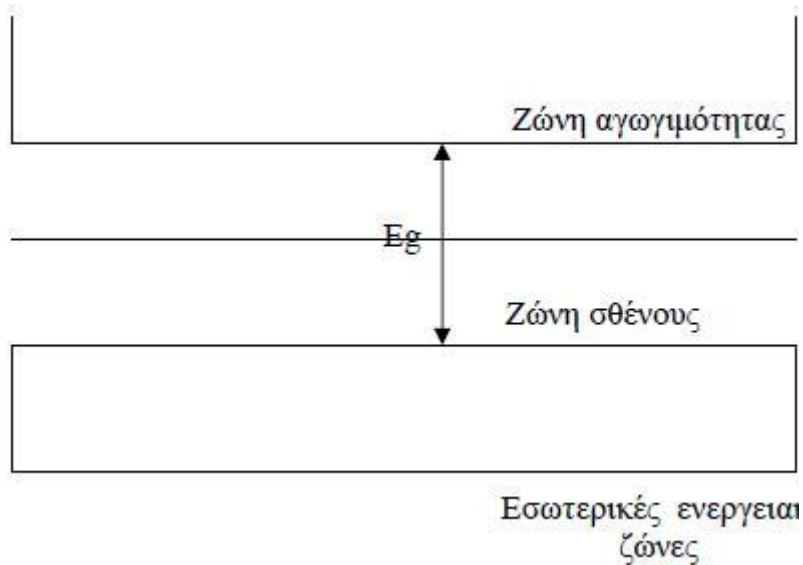 Ζώνη αγωγιμότητας
Eg
Ζώνη σθένους
Εσωτερικές ενεργεια
ζώνες